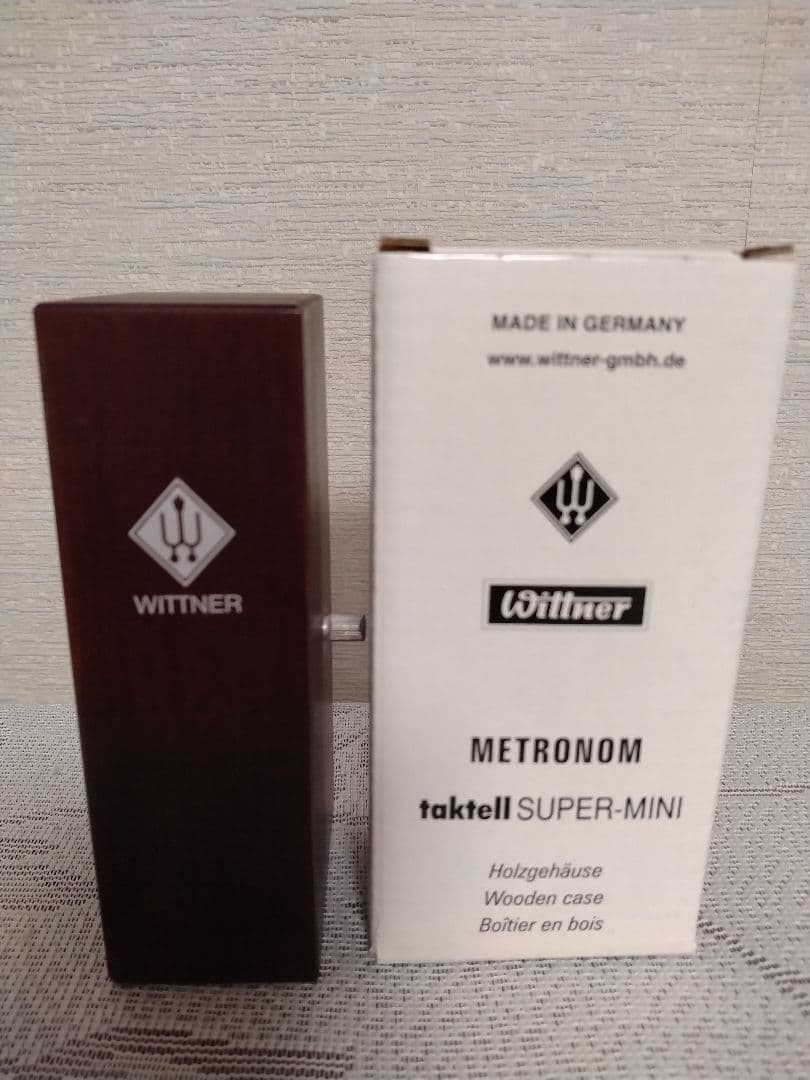 WITTNER
MADE IN GERMANY
www.wittner-gmbh.de
Wittner
METRONOM
taktell SUPER-MINI
Holzgehäuse
Wooden case
Boîtier en bois